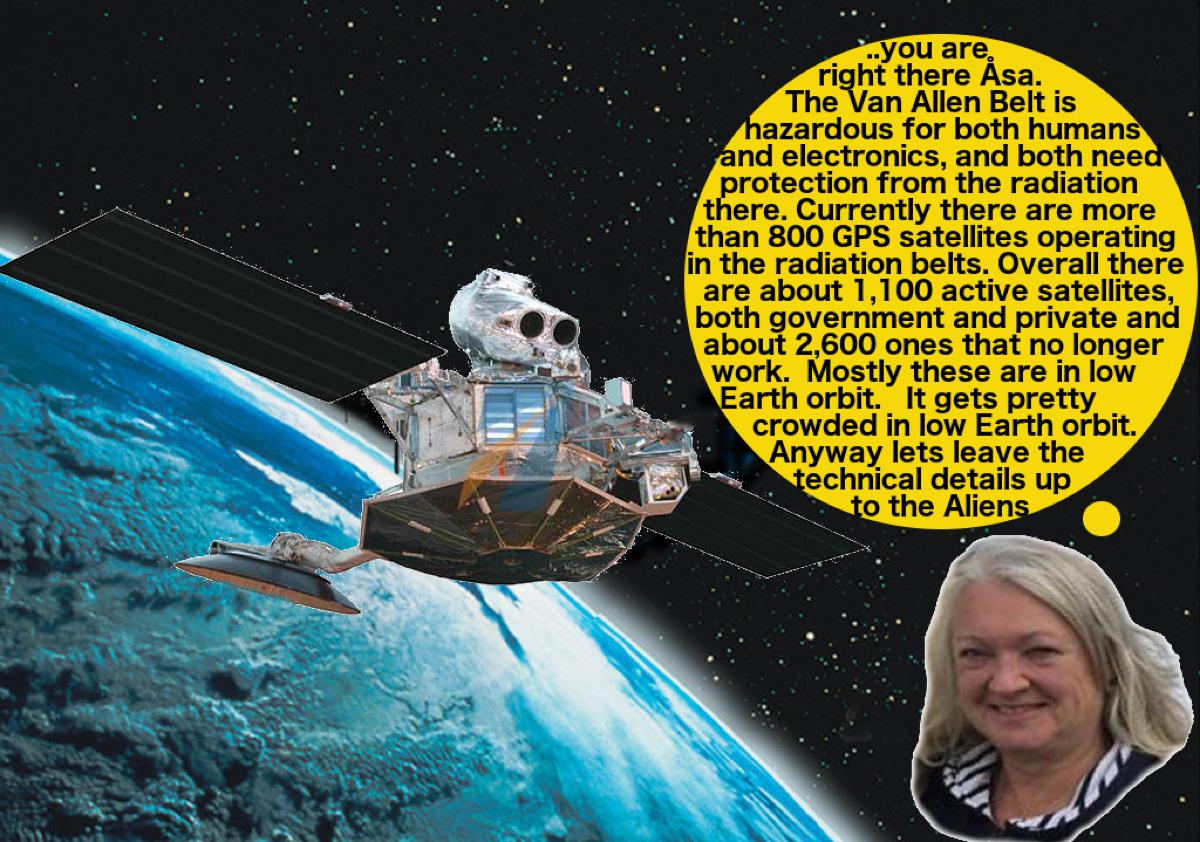 ..you are
right there Åsa.
The Van Allen Belt is
hazardous for both humans
and electronics, and both need
protection from the radiation
there. Currently there are more
than 800 GPS satellites operating
in the radiation belts. Overall there
are about 1,100 active satellites,
both government and private and
about 2,600 ones that no longer
work. Mostly these are in low
Earth orbit. It gets pretty
crowded in low Earth orbit.
Anyway lets leave the
technical details up
to the Aliens